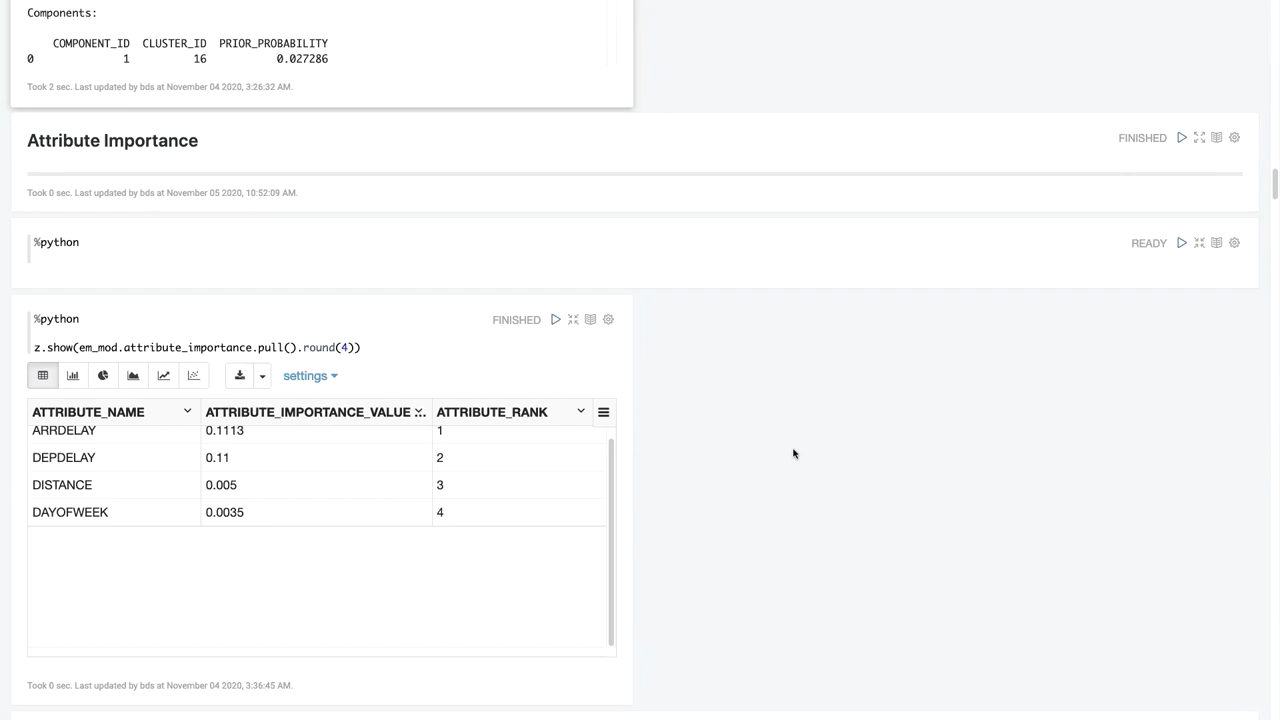 Components:
COMPONENT_ID CLUSTER_ID PRIOR_PROBABILITY
0 1 16 0.027286
Took 2 sec. Last updated by bds at November 04 2020, 3:26:32 AM.
Attribute Importance
FINISHED
Took 0 sec. Last updated by bds at November 05 2020, 10:52:09 AM.
%python
READY
%python
FINISHED
z.show(em_mod.attribute_importance.pull().round(4))
settings
ATTRIBUTE_NAME ATTRIBUTE_IMPORTANCE_VALUE ATTRIBUTE_RANK
ARRDELAY 0.1113 1
DEPDELAY 0.11 2
DISTANCE 0.005 3
DAYOFWEEK 0.0035 4
Took 0 sec. Last updated by bds at November 04 2020, 3:36:45 AM.